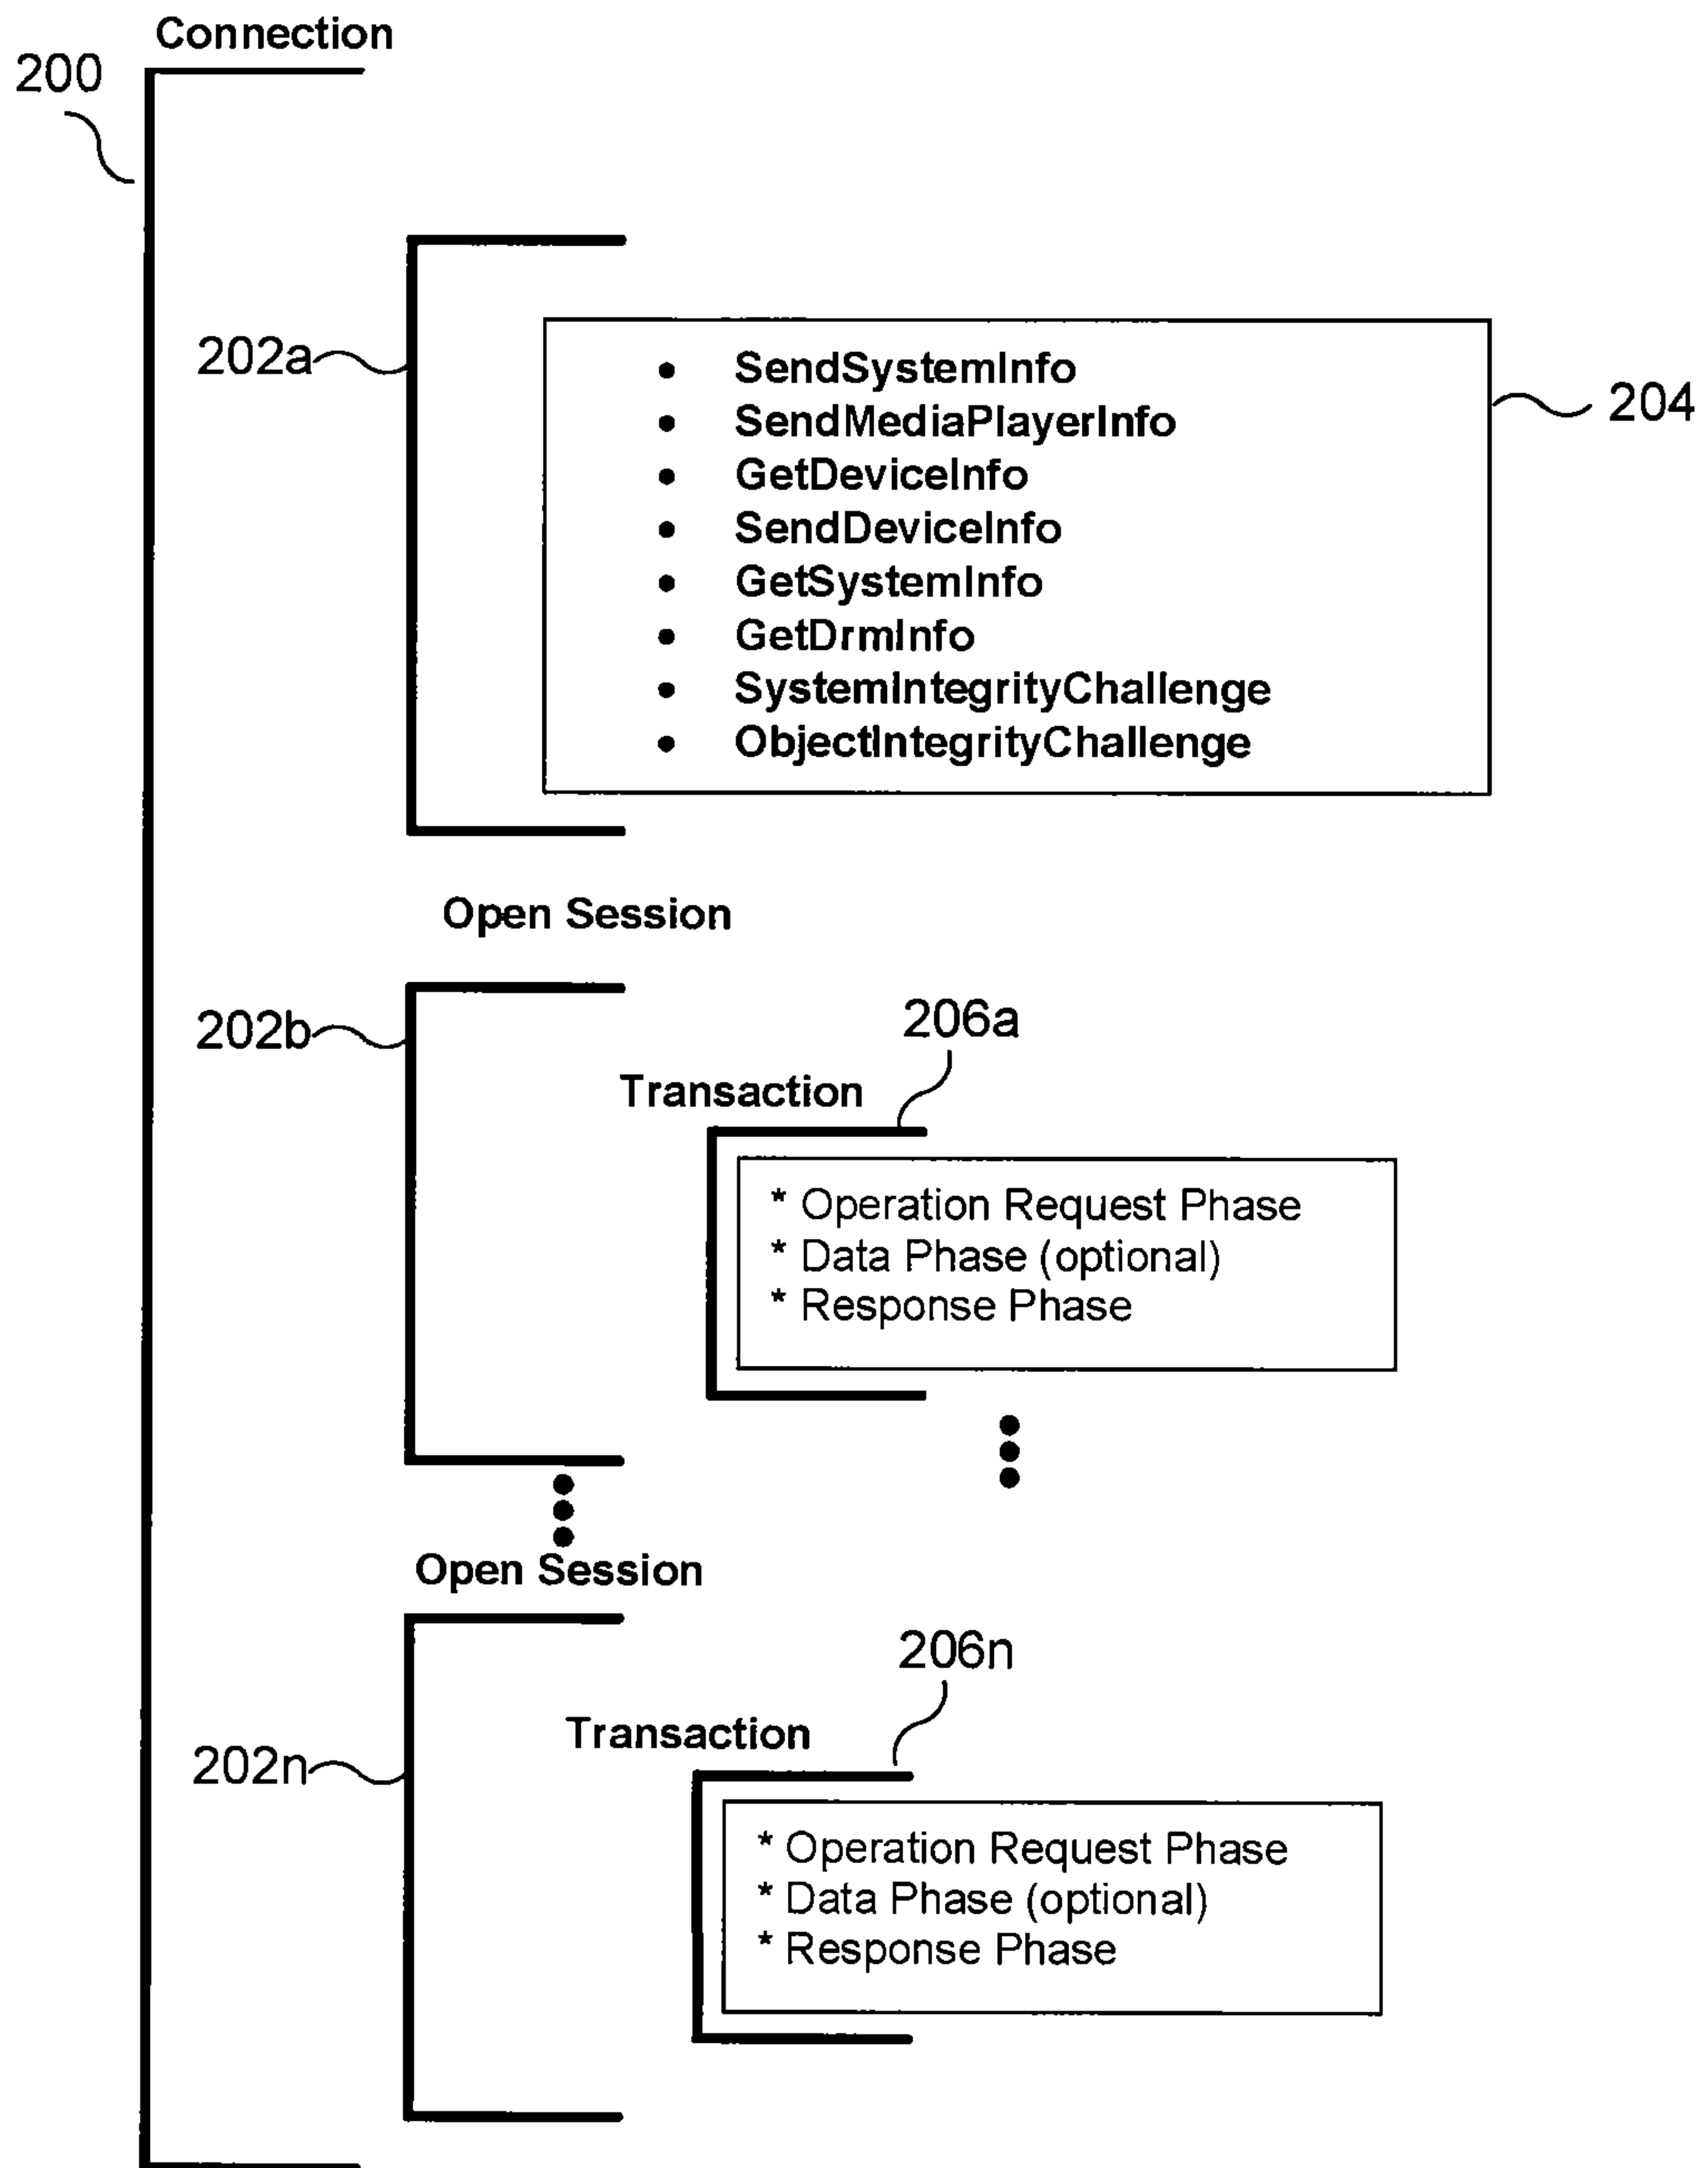 Connection
200
202a
• SendSystemInfo
• SendMediaPlayerInfo
• GetDeviceInfo
• SendDeviceInfo
• GetSystemInfo
• GetDrmInfo
• SystemIntegrityChallenge
• ObjectIntegrityChallenge
204
Open Session
202b
206a
Transaction
* Operation Request Phase
* Data Phase (optional)
* Response Phase
Open Session
206n
Transaction
202n
* Operation Request Phase
* Data Phase (optional)
* Response Phase